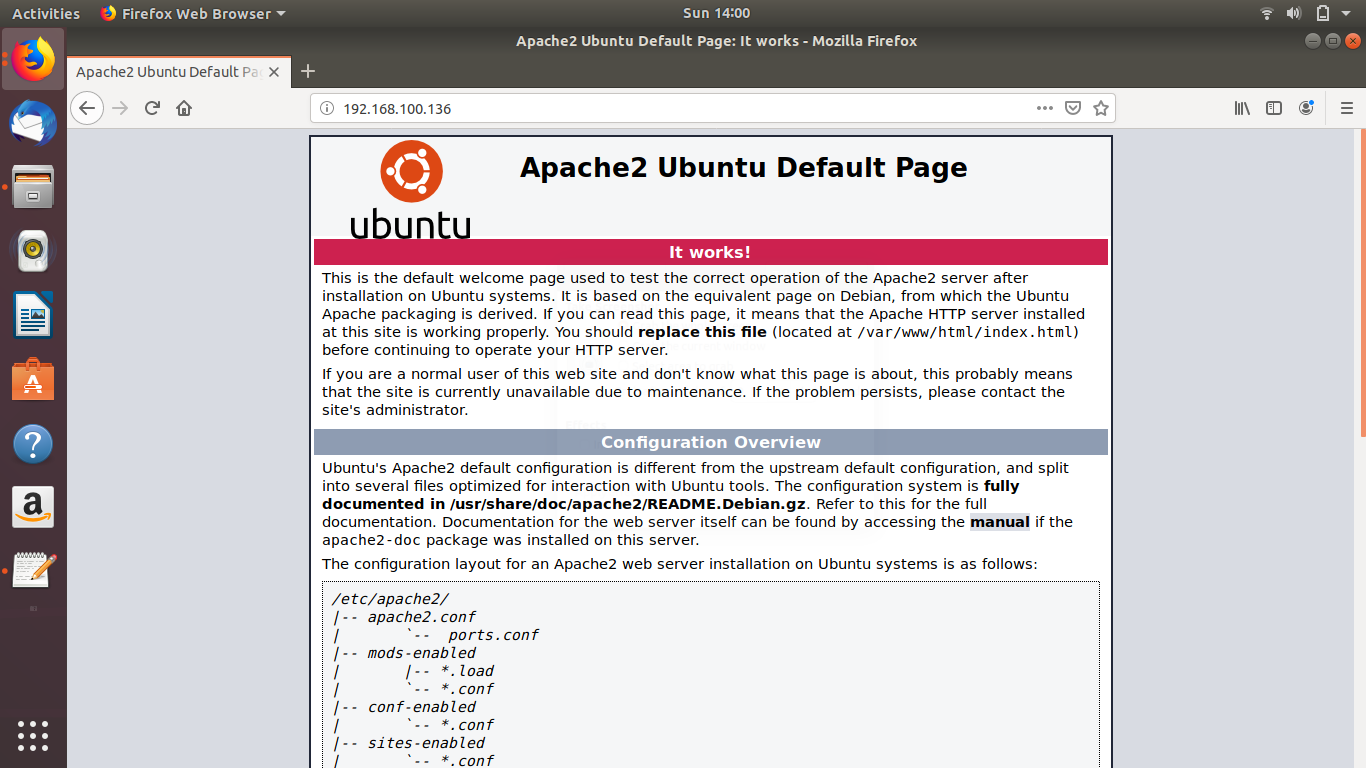 Activities
Firefox Web Browser
Sun 14:00
Apache2 Ubuntu Default Page: It works - Mozilla Firefox
Apache2 Ubuntu Default Pa
192.168.100.136
ubuntu
Apache2 Ubuntu Default Page
It works!
This is the default welcome page used to test the correct operation of the Apache2 server after
installation on Ubuntu systems. It is based on the equivalent page on Debian, from which the Ubuntu
Apache packaging is derived. If you can read this page, it means that the Apache HTTP server installed
at this site is working properly. You should replace this file (located at /var/www/html/index.html)
before continuing to operate your HTTP server.
If you are a normal user of this web site and don't know what this page is about, this probably means
that the site is currently unavailable due to maintenance. If the problem persists, please contact the
site's administrator.
Configuration Overview
Ubuntu's Apache2 default configuration is different from the upstream default configuration, and split
into several files optimized for interaction with Ubuntu tools. The configuration system is fully
documented in /usr/share/doc/apache2/README.Debian.gz. Refer to this for the full
documentation. Documentation for the web server itself can be found by accessing the manual if the
apache2-doc package was installed on this server.
The configuration layout for an Apache2 web server installation on Ubuntu systems is as follows:
/etc/apache2/
|-- apache2.conf
|       `--  ports.conf
|-- mods-enabled
|       |-- *.load
|       `-- *.conf
|-- conf-enabled
|       `-- *.conf
|-- sites-enabled
|       `-- *.conf